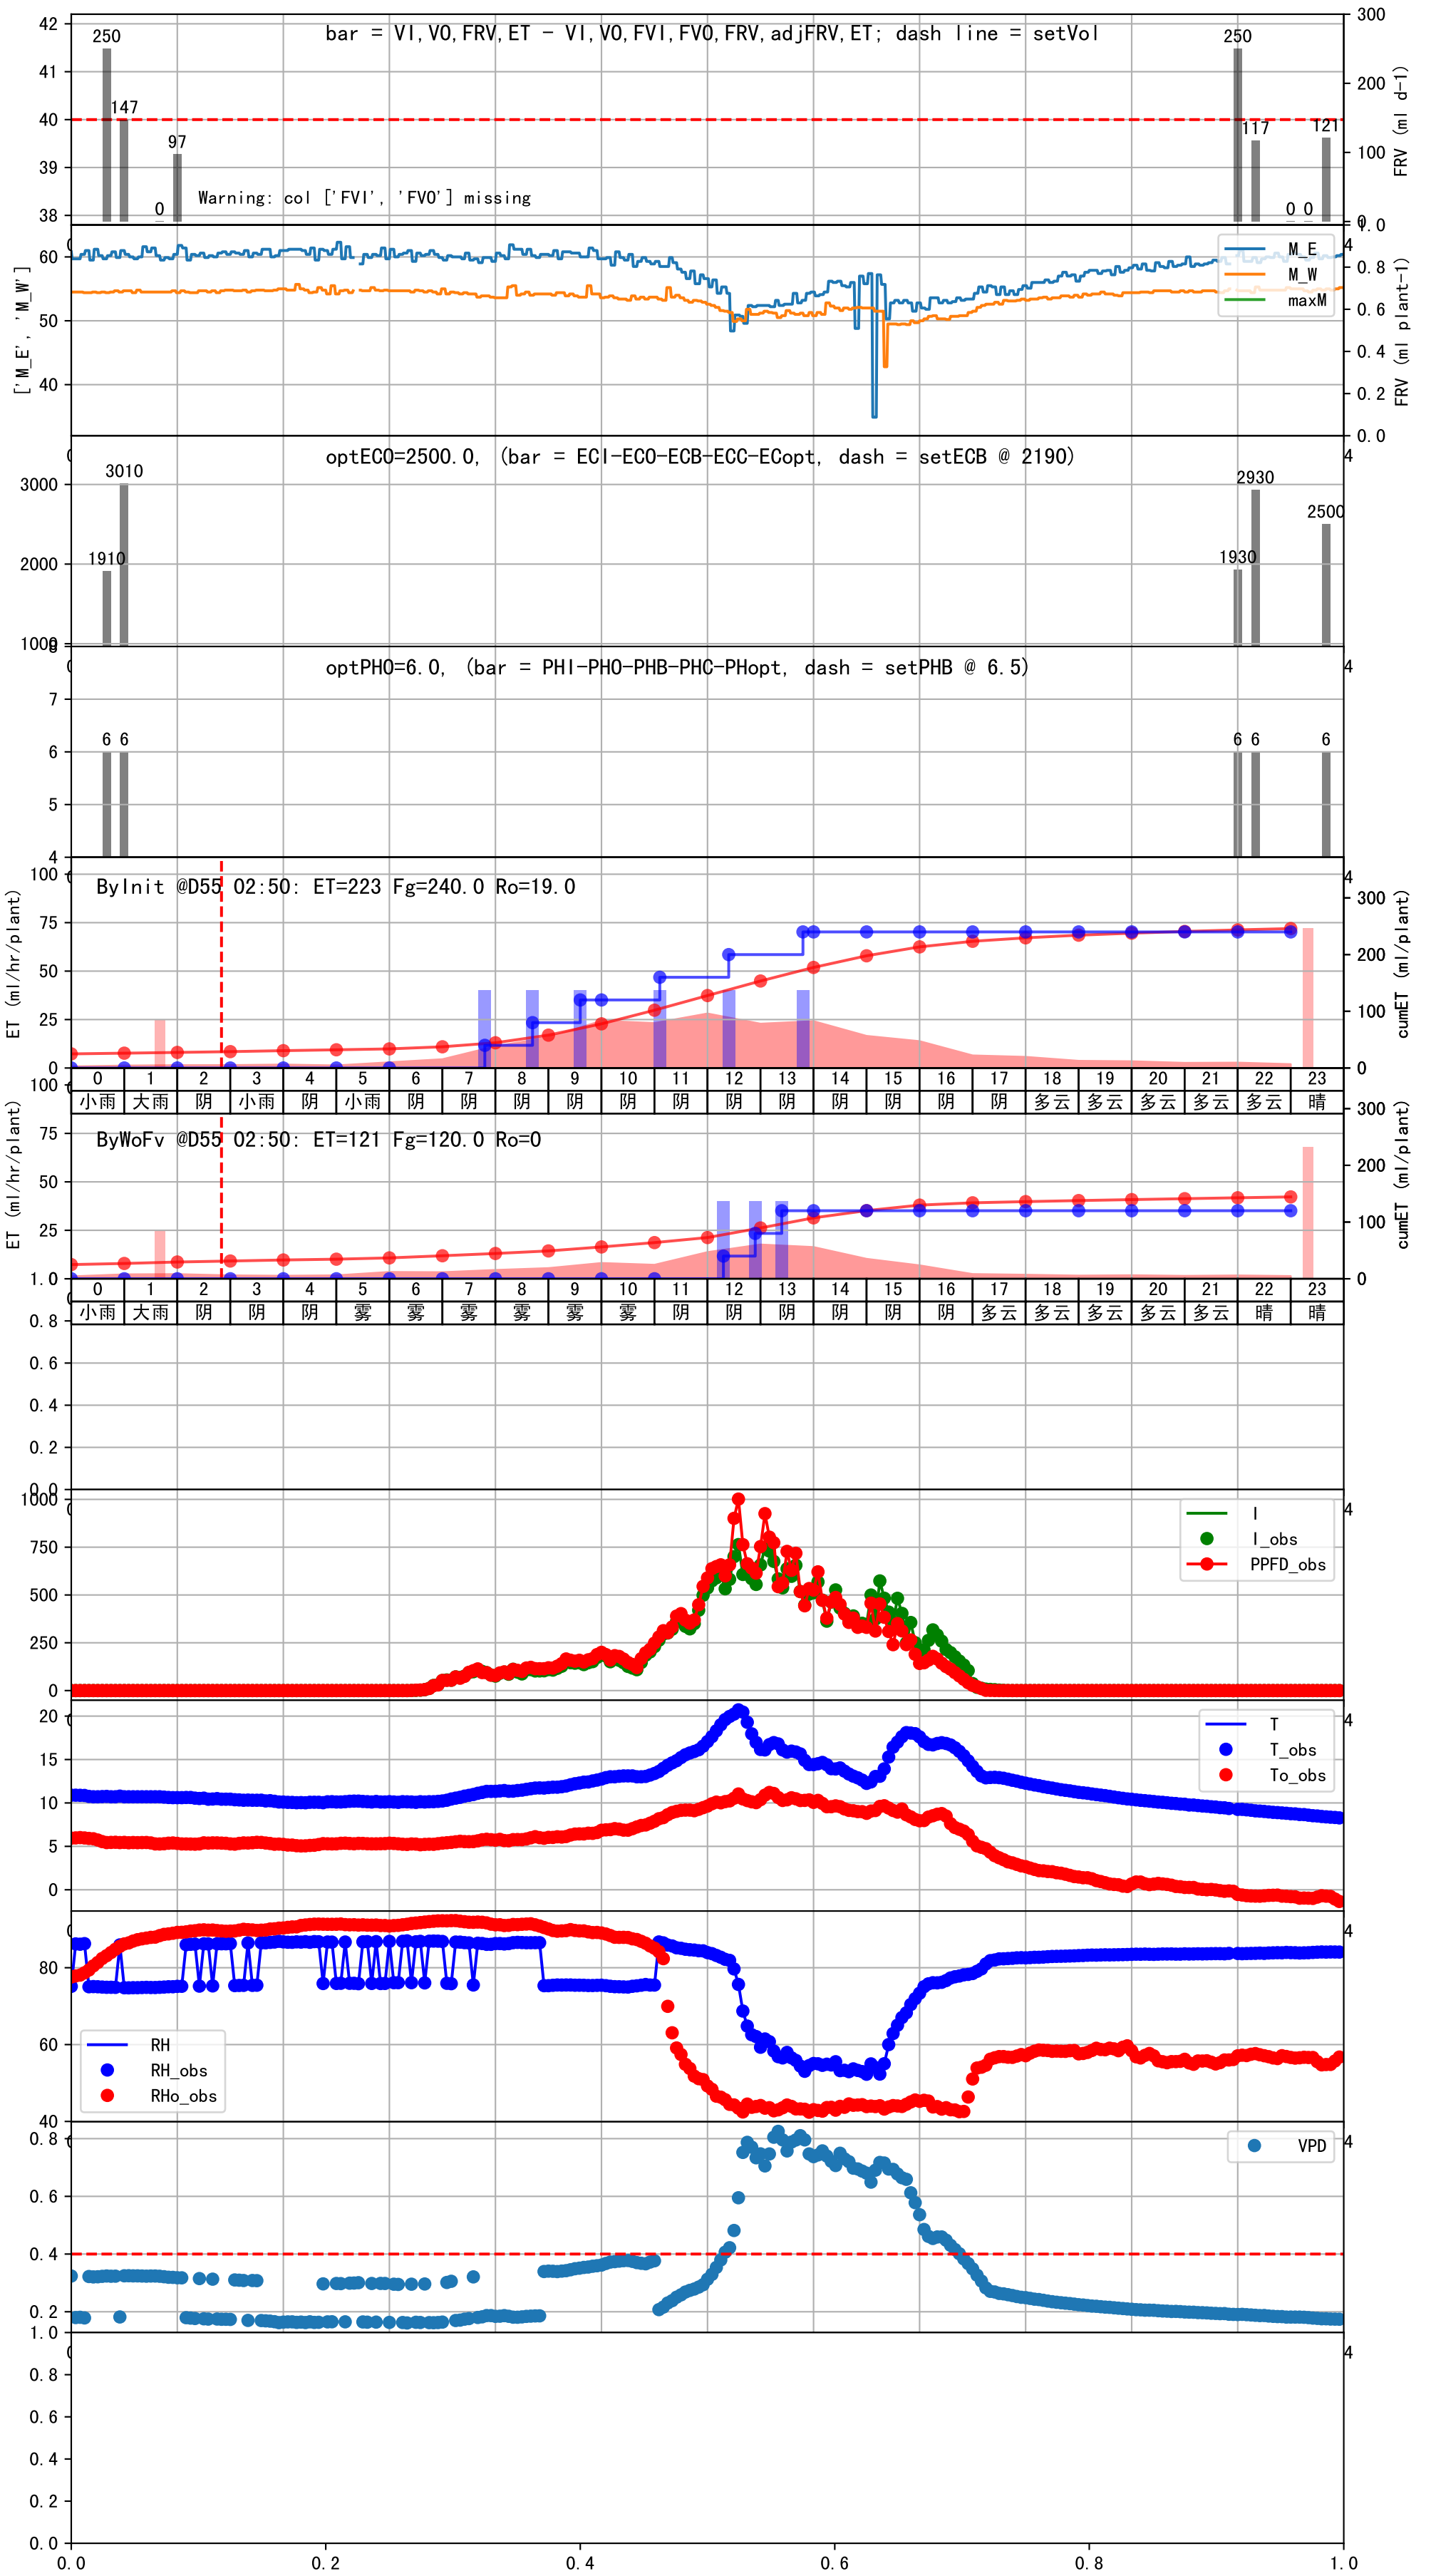 bar = VI,VO,FRV,ET - VI,VO,FVI,FVO,FRV,adjFRV,ET; dash line = setVol
42
41
40
39
38
250
147
0
97
250
117
0 0
121
Warning: col ['FVI', 'FVO'] missing
300
200
100
0
FRV (ml d-1)
['M_E', 'M_W']
60
50
40
M_E
M_W
maxM
1.0
0.8
0.6
0.4
0.2
0.0
FRV (ml plant-1)
optECO=2500.0, (bar = ECI-ECO-ECB-ECC-ECopt, dash = setECB @ 2190)
3000
2000
1000
1910
3010
1930
2930
2500
optPHO=6.0, (bar = PHI-PHO-PHB-PHC-PHopt, dash = setPHB @ 6.5)
8
7
6
5
4
6 6
6 6
6
ByInit @D55 02:50: ET=223 Fg=240.0 Ro=19.0
ET (ml/hr/plant)
100
75
50
25
0
300
200
100
0
cumET (ml/plant)
0 1 2 3 4 5 6 7 8 9 10 11 12 13 14 15 16 17 18 19 20 21 22 23
小雨 大雨 阴 小雨 阴 小雨 阴 阴 阴 阴 阴 阴 阴 阴 阴 阴 阴 阴 多云 多云 多云 多云 多云 晴
ByWoFv @D55 02:50: ET=121 Fg=120.0 Ro=0
ET (ml/hr/plant)
100
75
50
25
300
200
100
0
cumET (ml/plant)
0 1 2 3 4 5 6 7 8 9 10 11 12 13 14 15 16 17 18 19 20 21 22 23
小雨 大雨 阴 阴 阴 雾 雾 雾 雾 雾 雾 阴 阴 阴 阴 阴 阴 多云 多云 多云 多云 多云 晴 晴
1.0
0.8
0.6
0.4
0.2
0.0
1000
750
500
250
0
I
I_obs
PPFD_obs
20
15
10
5
0
T
T_obs
To_obs
80
60
40
RH
RH_obs
RHo_obs
0.8
0.6
0.4
0.2
VPD
1.0
0.8
0.6
0.4
0.2
0.0
0.0 0.2 0.4 0.6 0.8 1.0